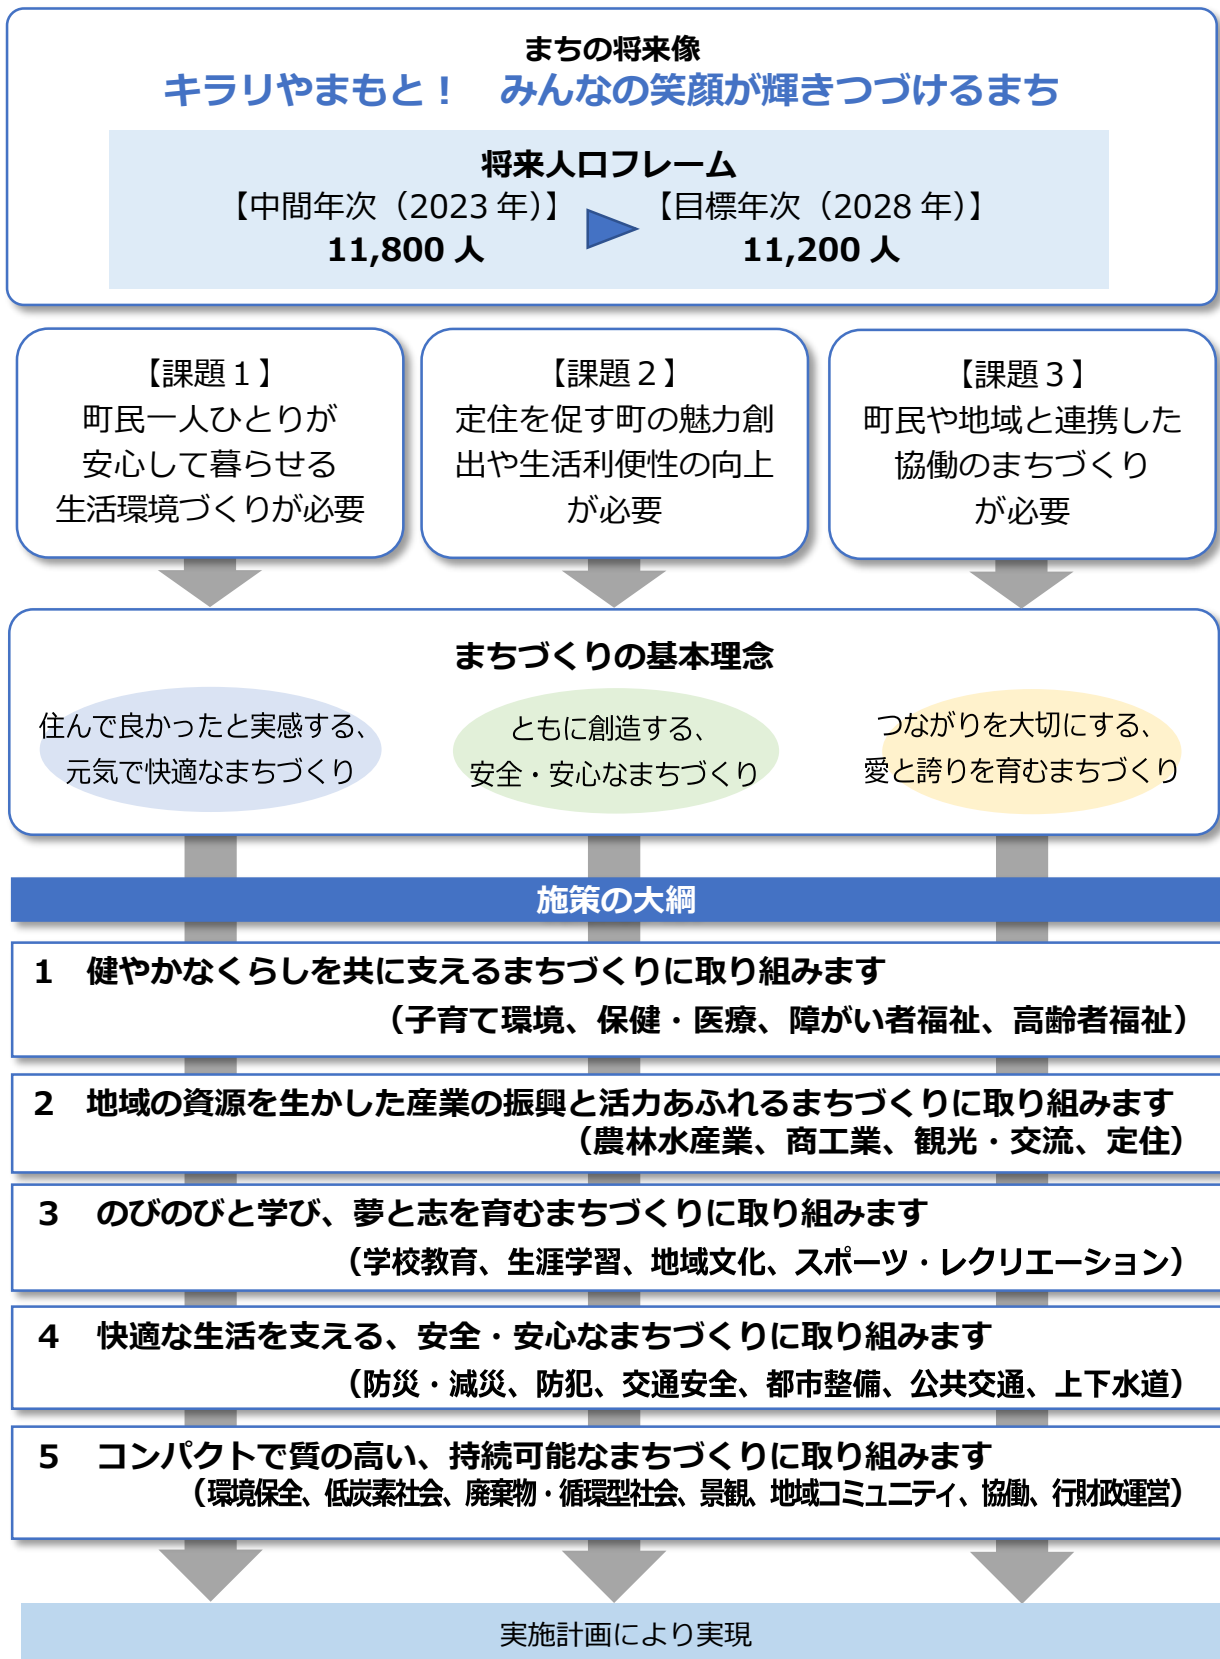 まちの将来像
キラリやまもと！　みんなの笑顔が輝きつづけるまち
将来人口フレーム
【中間年次（2023 年）】
11,800 人
【目標年次（2028 年）】
11,200 人
【課題１】
町民一人ひとりが
安心して暮らせる
生活環境づくりが必要
【課題２】
定住を促す町の魅力創
出や生活利便性の向上
が必要
【課題３】
町民や地域と連携した
協働のまちづくり
が必要
まちづくりの基本理念
住んで良かったと実感する、
元気で快適なまちづくり
ともに創造する、
安全・安心なまちづくり
つながりを大切にする、
愛と誇りを育むまちづくり
施策の大綱
1　健やかなくらしを共に支えるまちづくりに取り組みます
（子育て環境、保健・医療、障がい者福祉、高齢者福祉）
2　地域の資源を生かした産業の振興と活力あふれるまちづくりに取り組みます
（農林水産業、商工業、観光・交流、定住）
3　のびのびと学び、夢と志を育むまちづくりに取り組みます
（学校教育、生涯学習、地域文化、スポーツ・レクリエーション）
4　快適な生活を支える、安全・安心なまちづくりに取り組みます
（防災・減災、防犯、交通安全、都市整備、公共交通、上下水道）
5　コンパクトで質の高い、持続可能なまちづくりに取り組みます
（環境保全、低炭素社会、廃棄物・循環型社会、景観、地域コミュニティ、協働、行財政運営）
実施計画により実現